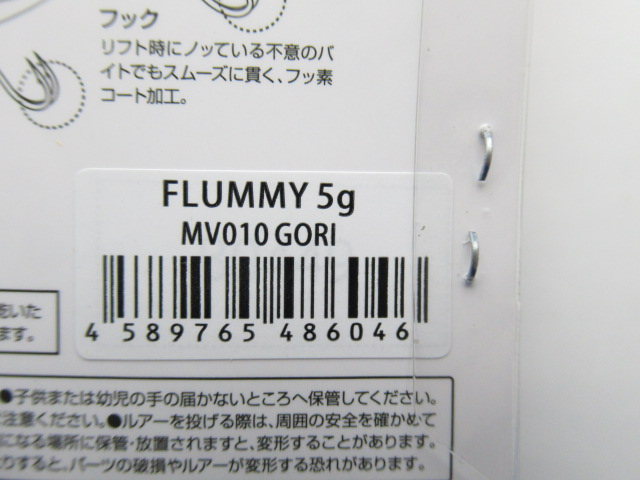 フック
リフト時にノッている不意のバ
イトでもスムーズに貫く、フッ素
コート加工。
FLUMMY 5g
MV010 GORI
4 589765 486046
いた
ます。
●子供または幼児の手の届かないところへ保管してください。
注意ください。●ルアーを投げる際は、周囲の安全を確かめて
になる場所に保管・放置されますと、変形することがあります。
りすると、パーツの破損やルアーが変形する恐れがあります。